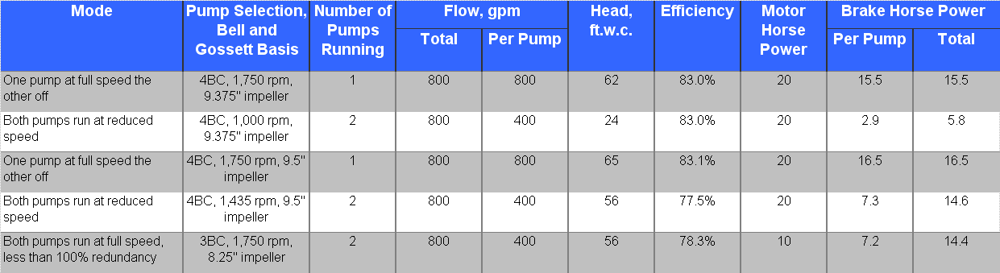 Mode
Pump Selection,
Bell and
Gossett Basis
Number of
Pumps
Running
Flow, gpm
Total
Per Pump
Head,
ft.w.c.
Efficiency
Motor
Horse
Power
Brake Horse Power
Per Pump
Total
One pump at full speed the
other off
4BC, 1,750 rpm,
9.375" impeller
1
800
800
62
83.0%
20
15.5
15.5
Both pumps run at reduced
speed
4BC, 1,000 rpm,
9.375" impeller
2
800
400
24
83.0%
20
2.9
5.8
One pump at full speed the
other off
4BC, 1,750 rpm, 9.5"
impeller
1
800
800
65
83.1%
20
16.5
16.5
Both pumps run at reduced
speed
4BC, 1,435 rpm, 9.5"
impeller
2
800
400
56
77.5%
20
7.3
14.6
Both pumps run at full speed,
less than 100% redundancy
3BC, 1,750 rpm,
8.25" impeller
2
800
400
56
78.3%
10
7.2
14.4